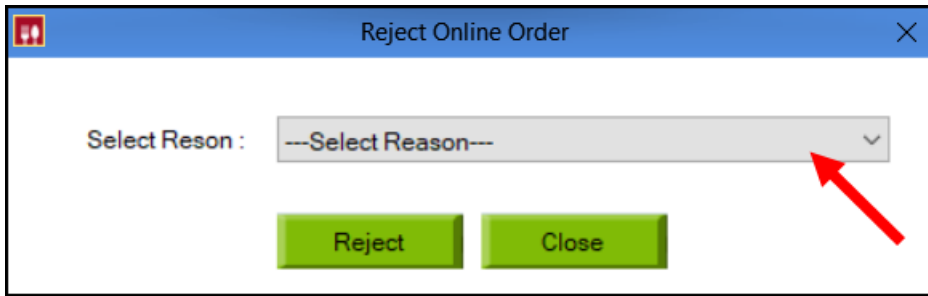 Reject Online Order
Select Reson : ---Select Reason---
Reject Close